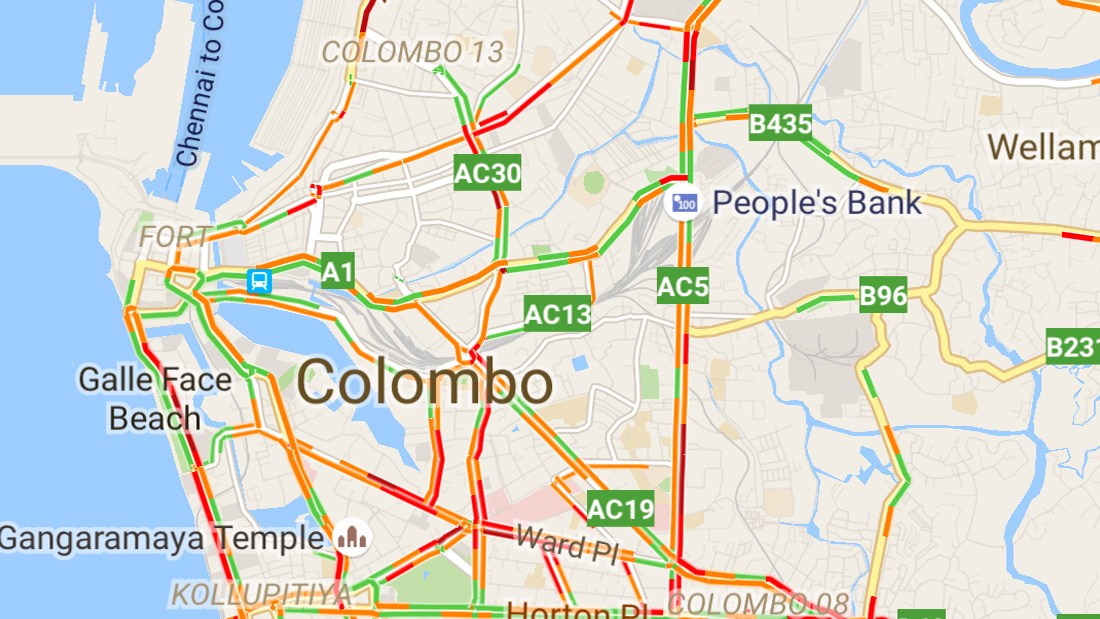 Chennai to Co
COLOMBO 13
B435
Wellam
AC30
People's Bank
100
FORT
A1
AC5
B96
AC13
B231
Galle Face
Beach
Colombo
AC19
Gangaramaya Temple
Ward Pl
KOLLUPITIYA
COLOMBO 08
Horton Pl